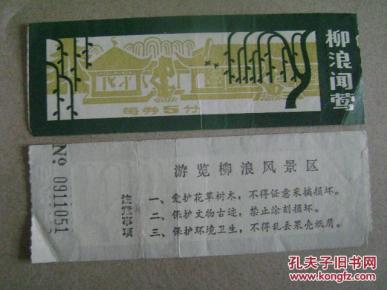 柳浪闻莺
每券5分
游览柳浪风景区
注意事项
一、爱护花草树木,不得任意采摘损坏。
二、保护文物古迹,禁止涂刻损坏。
三、保护环境卫生,不得乱丢果壳纸屑。
No 0911051
孔夫子旧书网